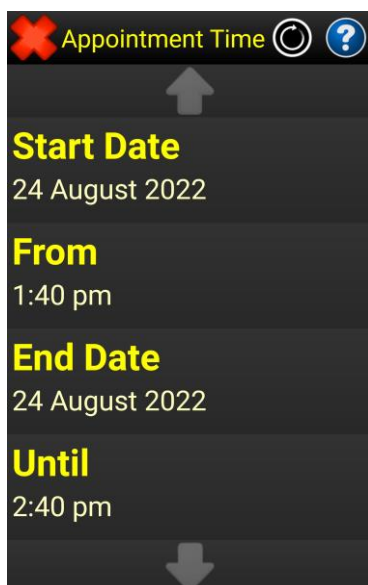 Appointment Time
?
Start Date
24 August 2022
From
1:40 pm
End Date
24 August 2022
Until
2:40 pm